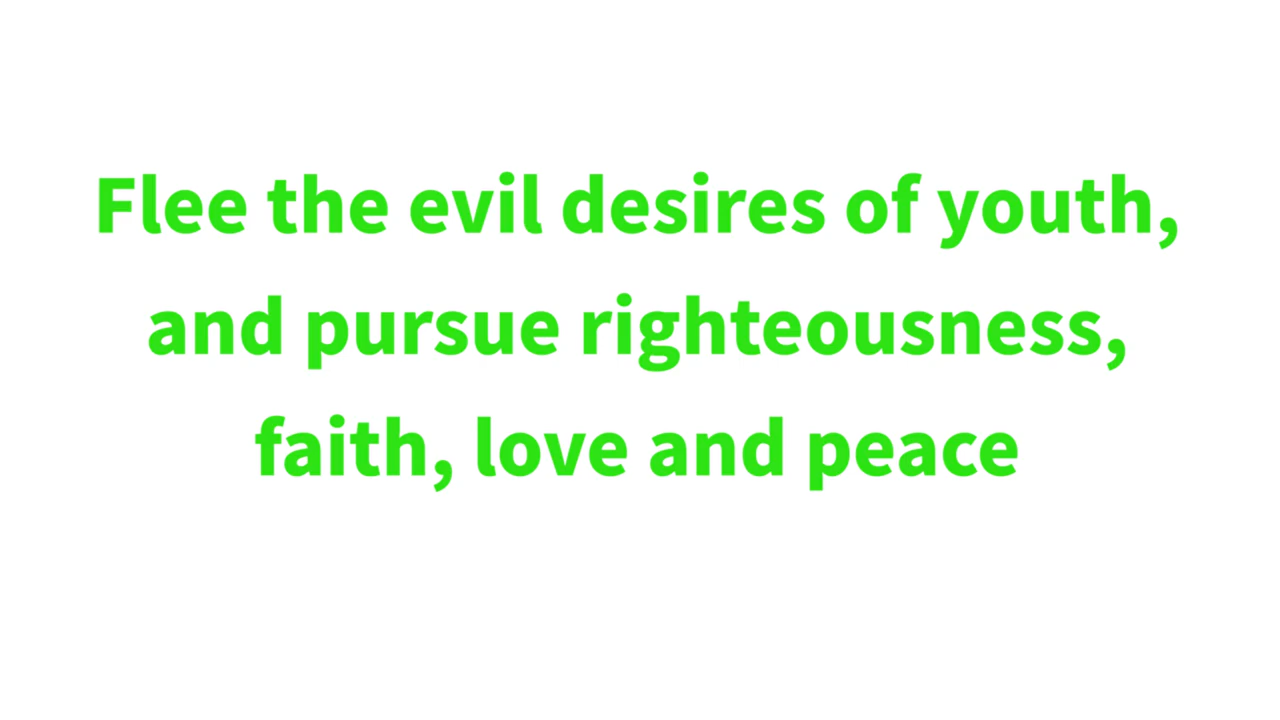 Flee the evil desires of youth,
and pursue righteousness,
faith, love and peace